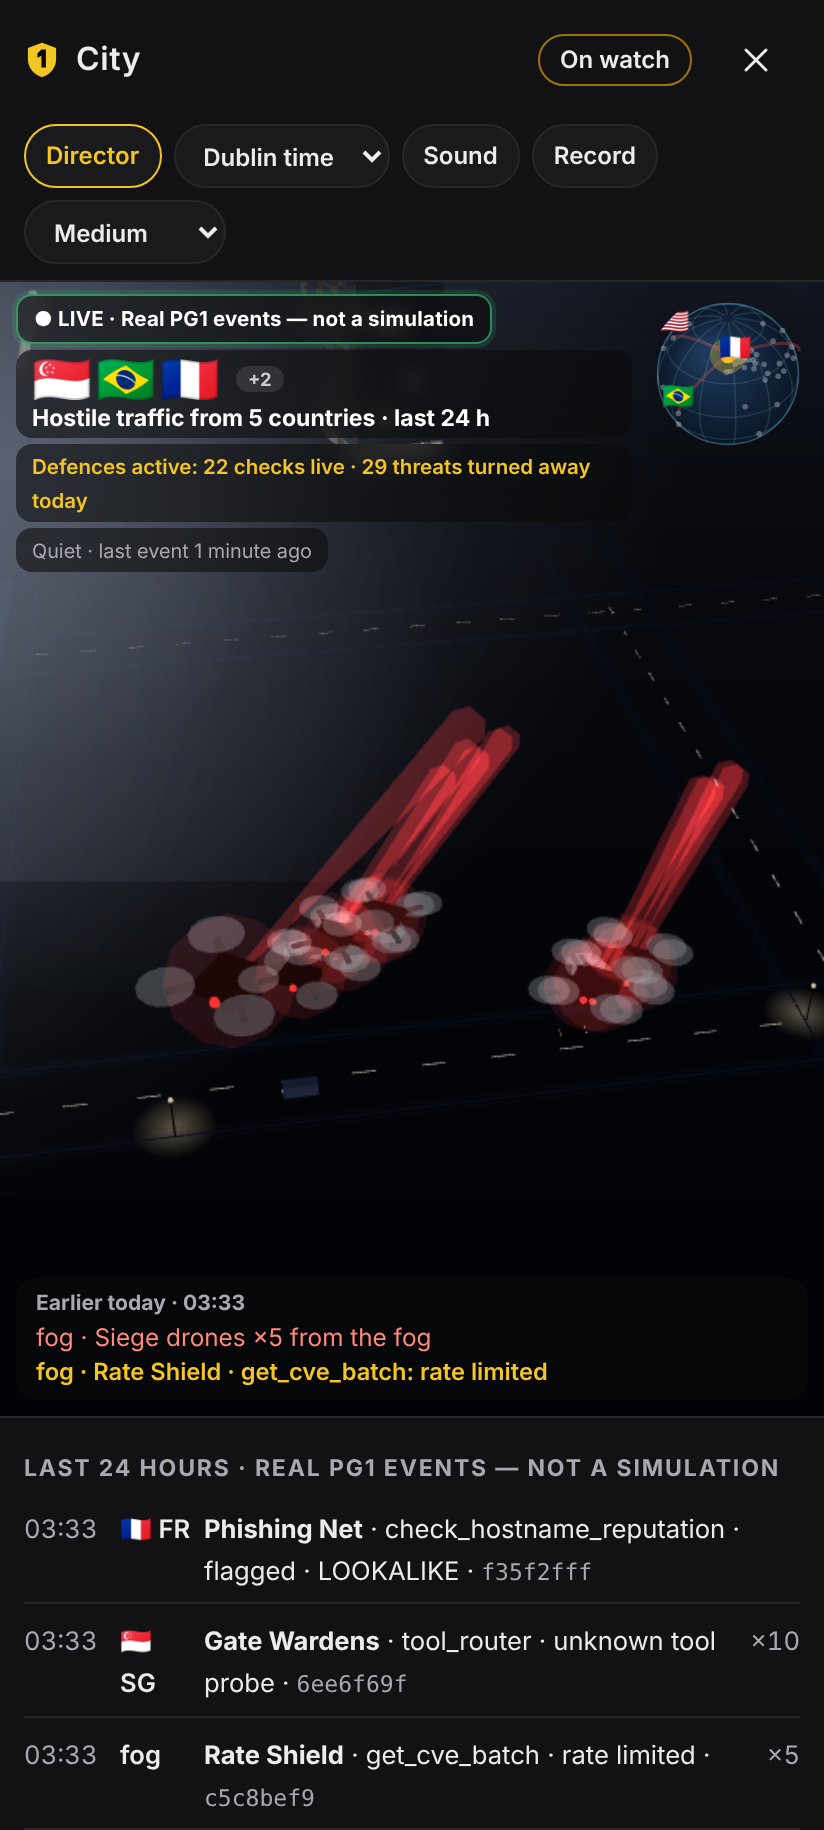 1 City
On watch
Director
Dublin time
Sound
Record
Medium
LIVE · Real PG1 events — not a simulation
+2
Hostile traffic from 5 countries · last 24 h
Defences active: 22 checks live · 29 threats turned away
today
Quiet · last event 1 minute ago
Earlier today · 03:33
fog · Siege drones ×5 from the fog
fog · Rate Shield · get_cve_batch: rate limited
LAST 24 HOURS · REAL PG1 EVENTS — NOT A SIMULATION
03:33 FR Phishing Net · check_hostname_reputation ·
flagged · LOOKALIKE · f35f2fff
03:33 Gate Wardens · tool_router · unknown tool ×10
SG probe · 6ee6f69f
03:33 fog Rate Shield · get_cve_batch · rate limited · ×5
c5c8bef9